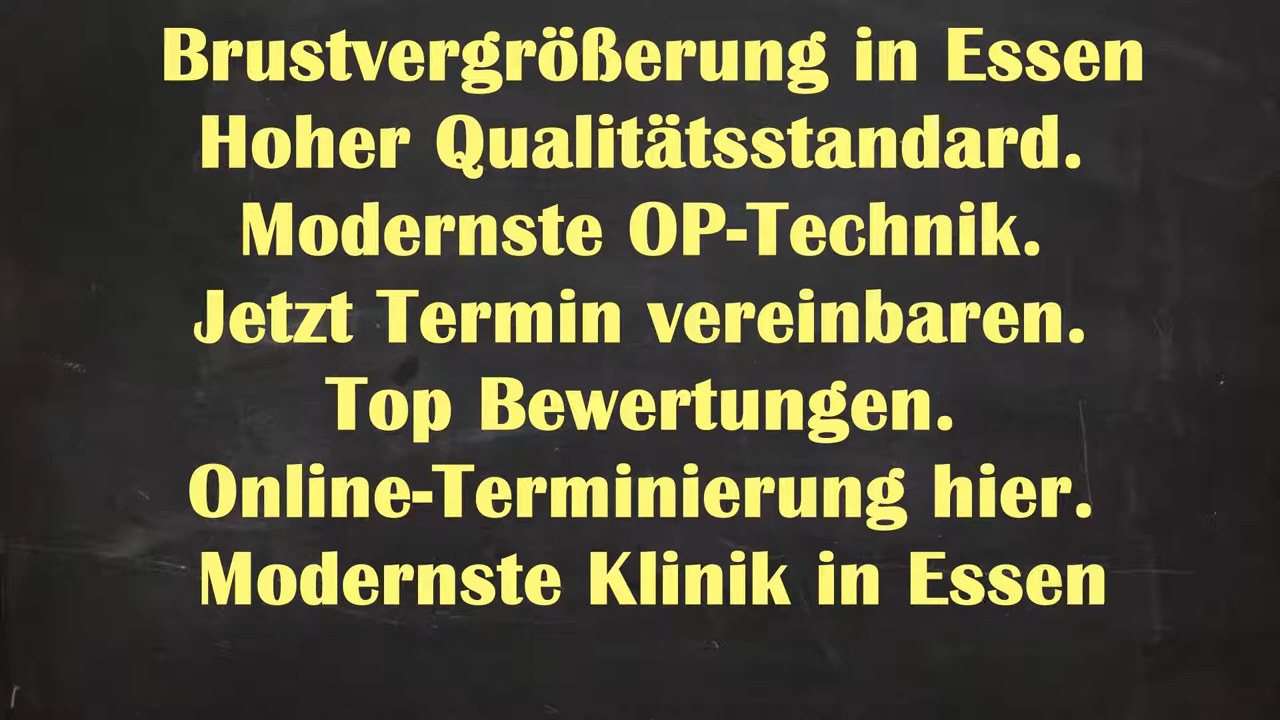 Brustvergrößerung in Essen
Hoher Qualitätsstandard.
Modernste OP-Technik.
Jetzt Termin vereinbaren.
Top Bewertungen.
Online-Terminierung hier.
Modernste Klinik in Essen